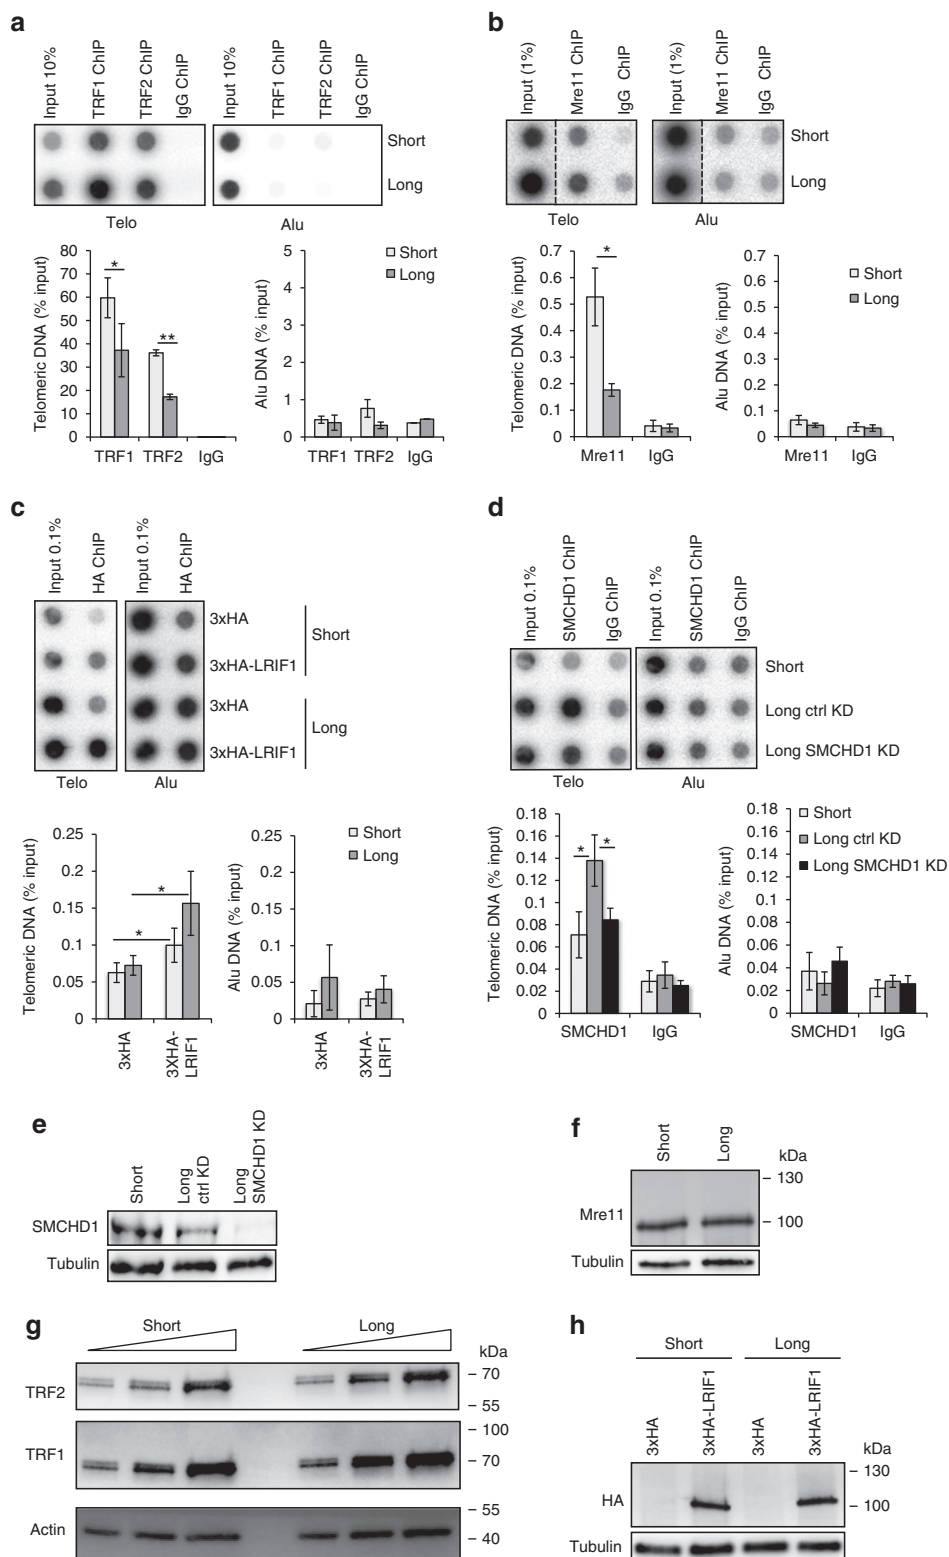 a
Input 10%
TRF1 ChIP
TRF2 ChIP
IgG ChIP
Input 10%
TRF1 ChIP
TRF2 ChIP
IgG ChIP
Short
Long
Telo
Alu
Telomeric DNA (% input)
80
70
60
50
40
30
20
10
0
*
**
TRF1 TRF2 IgG
Alu DNA (% input)
5
4
3
2
1
0
Short
Long
TRF1 TRF2 IgG
b
Input (1%)
Mre11 ChIP
IgG ChIP
Input (1%)
Mre11 ChIP
IgG ChIP
Short
Long
Telo
Alu
Telomeric DNA (% input)
0.7
0.6
0.5
0.4
0.3
0.2
0.1
0
*
Mre11 IgG
Alu DNA (% input)
0.7
0.6
0.5
0.4
0.3
0.2
0.1
0
Short
Long
Mre11 IgG
c
Input 0.1%
HA ChIP
Input 0.1%
HA ChIP
3xHA
3xHA-LRIF1
Short
3xHA
3xHA-LRIF1
Long
Telo
Alu
Telomeric DNA (% input)
0.25
0.2
0.15
0.1
0.05
0
*
*
3xHA
3XHA-
LRIF1
Alu DNA (% input)
0.25
0.2
0.15
0.1
0.05
0
Short
Long
3xHA
3XHA-
LRIF1
d
Input 0.1%
SMCHD1 ChIP
IgG ChIP
Input 0.1%
SMCHD1 ChIP
IgG ChIP
Short
Long ctrl KD
Long SMCHD1 KD
Telo
Alu
Telomeric DNA (% input)
0.18
0.16
0.14
0.12
0.1
0.08
0.06
0.04
0.02
0
*
*
SMCHD1 IgG
Alu DNA (% input)
0.18
0.16
0.14
0.12
0.1
0.08
0.06
0.04
0.02
0
Short
Long ctrl KD
Long SMCHD1 KD
SMCHD1 IgG
e
Short
Long
ctrl KD
Long
SMCHD1 KD
SMCHD1
Tubulin
f
Short
Long
kDa
130
Mre11
100
Tubulin
g
Short
Long
kDa
70
TRF2
55
100
TRF1
70
55
Actin
40
h
Short
Long
3xHA
3xHA-LRIF1
3xHA
3xHA-LRIF1
kDa
130
HA
100
Tubulin